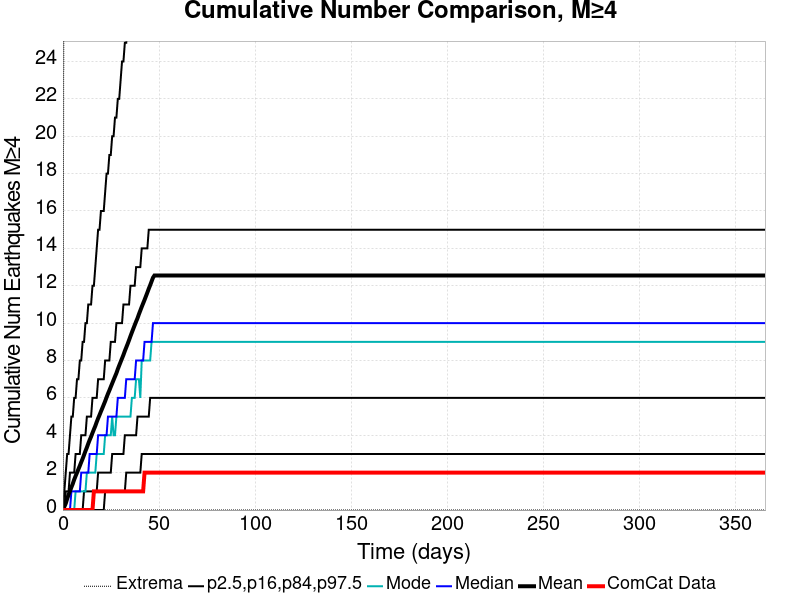 Cumulative Number Comparison, M≥4
Cumulative Num Earthquakes M≥4
24
22
20
18
16
14
12
10
8
6
4
2
0
0 50 100 150 200 250 300 350
Time (days)
Extrema p2.5,p16,p84,p97.5 Mode Median Mean ComCat Data